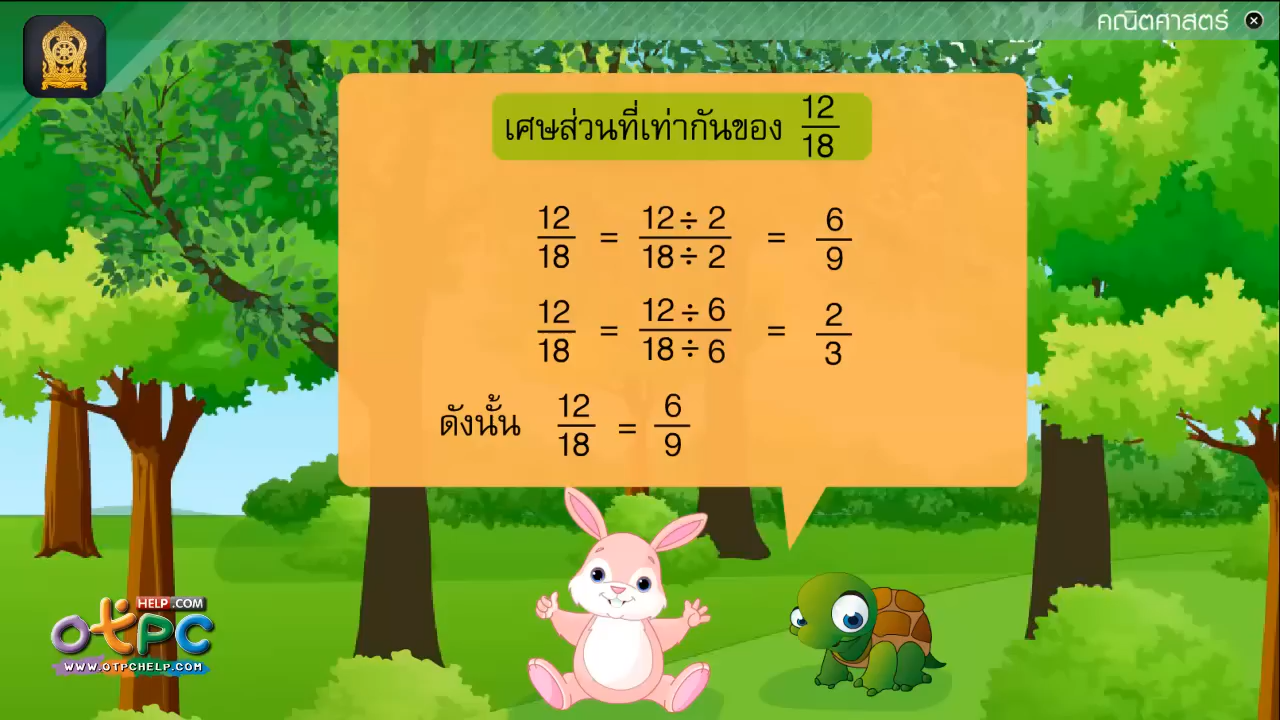 คณิตศาสตร์
เศษส่วนที่เท่ากันของ 12/18
12/18 = 12 ÷ 2/18 ÷ 2 = 6/9
12/18 = 12 ÷ 6/18 ÷ 6 = 2/3
ดังนั้น 12/18 = 6/9
HELP.COM
OTPC
WWW.OTPCHELP.COM